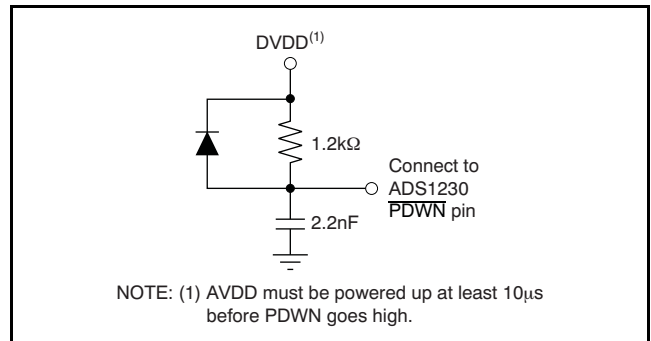 DVDD(1)
1.2kΩ
Connect to
ADS1230
PDWN pin
2.2nF
NOTE: (1) AVDD must be powered up at least 10μs
before PDWN goes high.